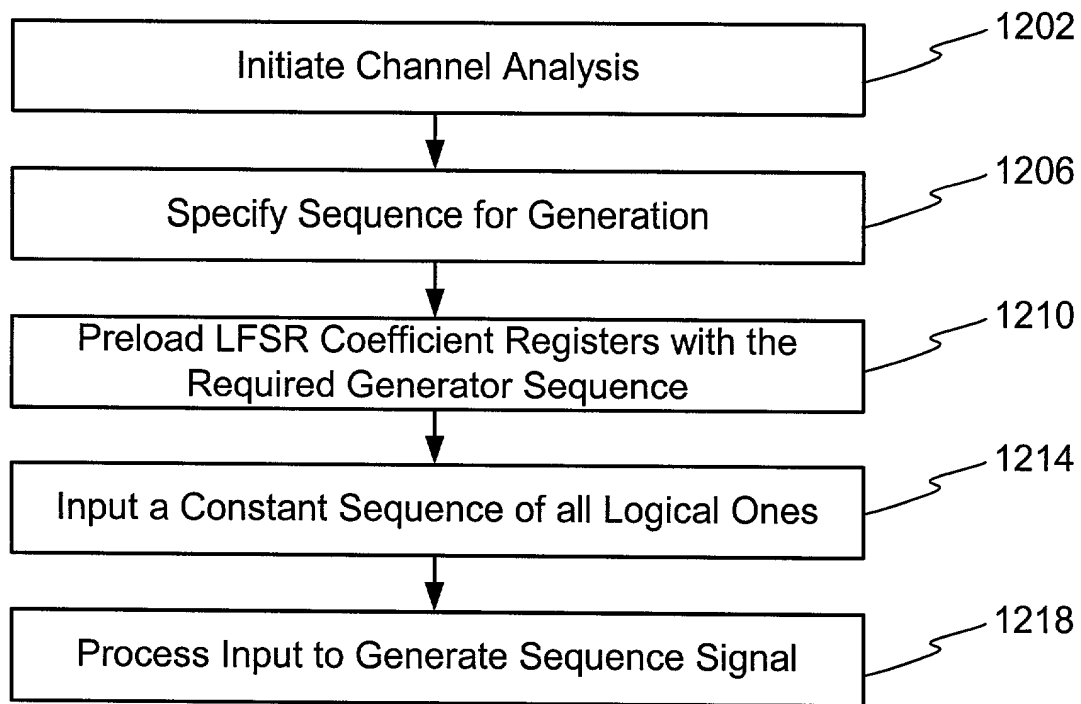 Initiate Channel Analysis
1202
Specify Sequence for Generation
1206
Preload LFSR Coefficient Registers with the
Required Generator Sequence
1210
Input a Constant Sequence of all Logical Ones
1214
Process Input to Generate Sequence Signal
1218